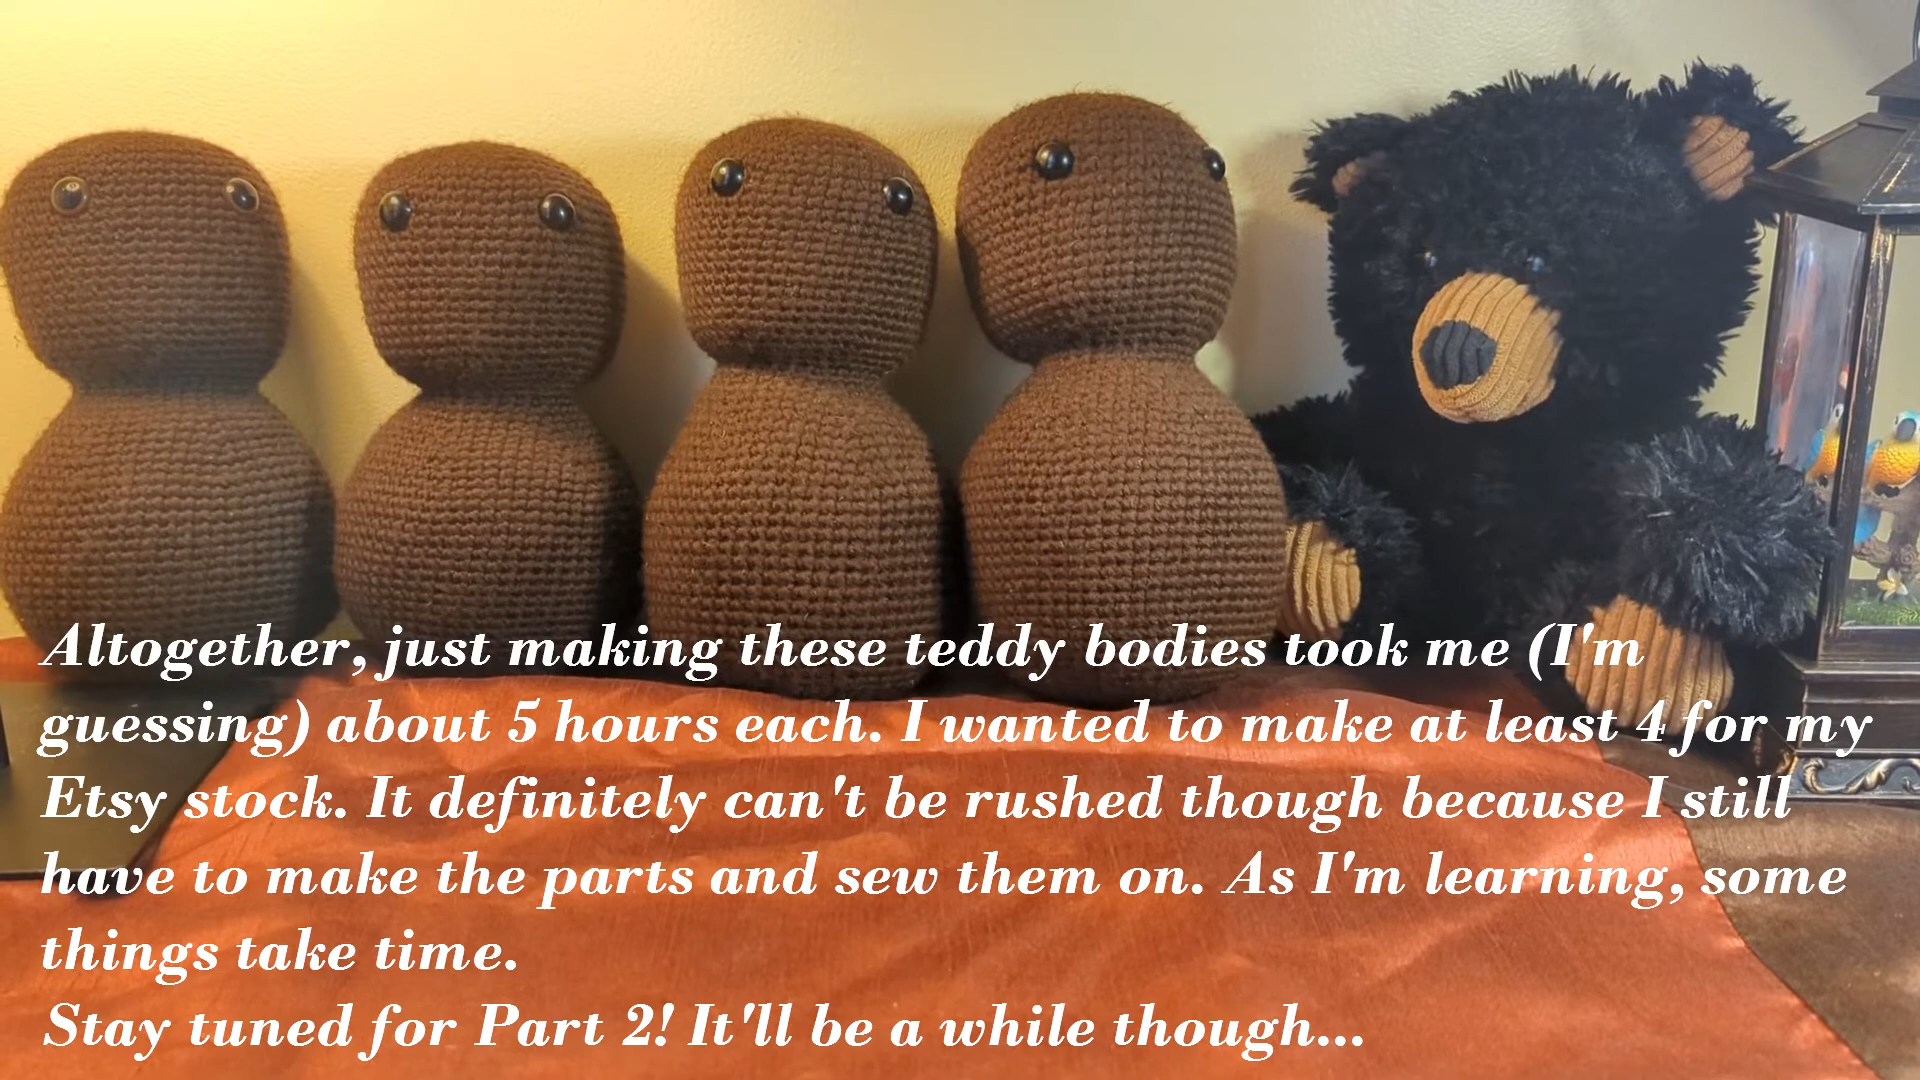 Altogether, just making these teddy bodies took me (I'm
guessing) about 5 hours each. I wanted to make at least 4 for my
Etsy stock. It definitely can't be rushed though because I still
have to make the parts and sew them on. As I'm learning, some
things take time.
Stay tuned for Part 2! It'll be a while though...